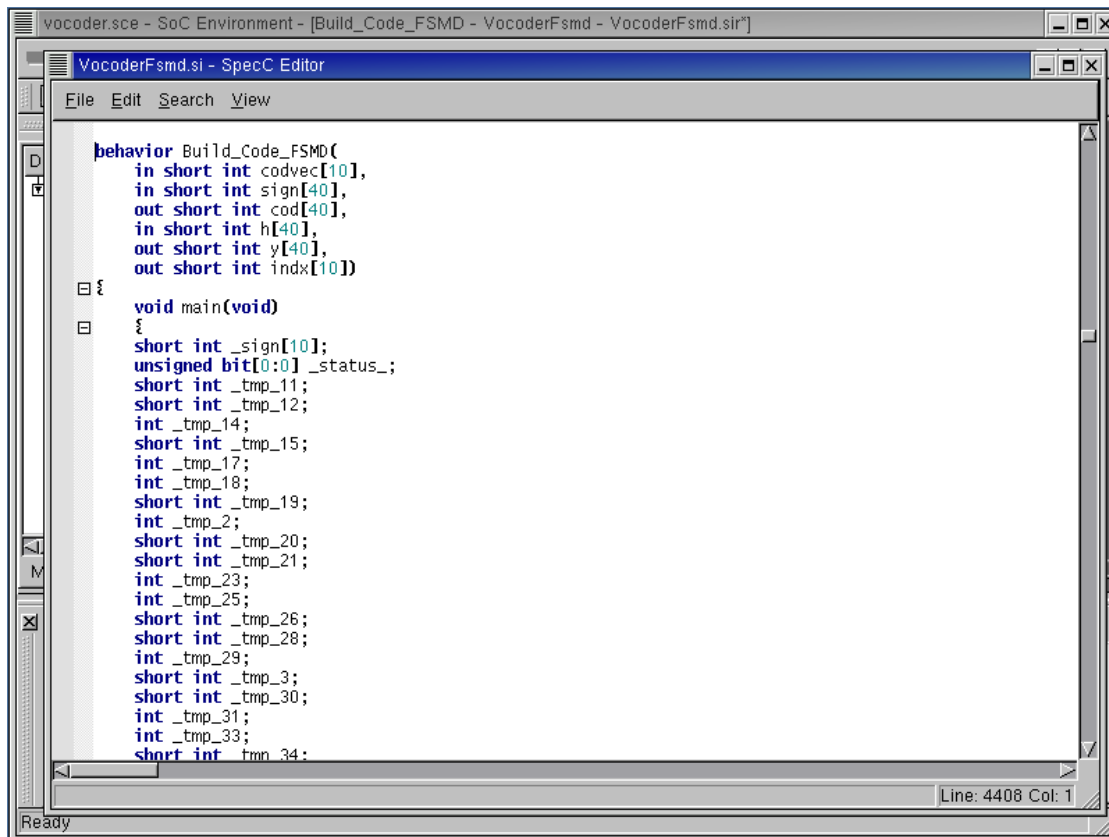 vocoder.sce - SoC Environment - [Build_Code_FSMD - VocoderFsmd - VocoderFsmd.sir*]
VocoderFsmd.si - SpecC Editor
File Edit Search View
behavior Build_Code_FSMD(
in short int codvec[10],
in short int sign[40],
out short int cod[40],
in short int h[40],
out short int y[40],
out short int indx[10])
{
void main(void)
{
short int _sign[10];
unsigned bit[0:0] _status_;
short int _tmp_11;
short int _tmp_12;
int _tmp_14;
short int _tmp_15;
int _tmp_17;
int _tmp_18;
short int _tmp_19;
int _tmp_2;
short int _tmp_20;
short int _tmp_21;
int _tmp_23;
int _tmp_25;
short int _tmp_26;
short int _tmp_28;
int _tmp_29;
short int _tmp_3;
short int _tmp_30;
int _tmp_31;
int _tmp_33;
short int _tmp_34;
D
M
Line: 4408 Col: 1
Ready